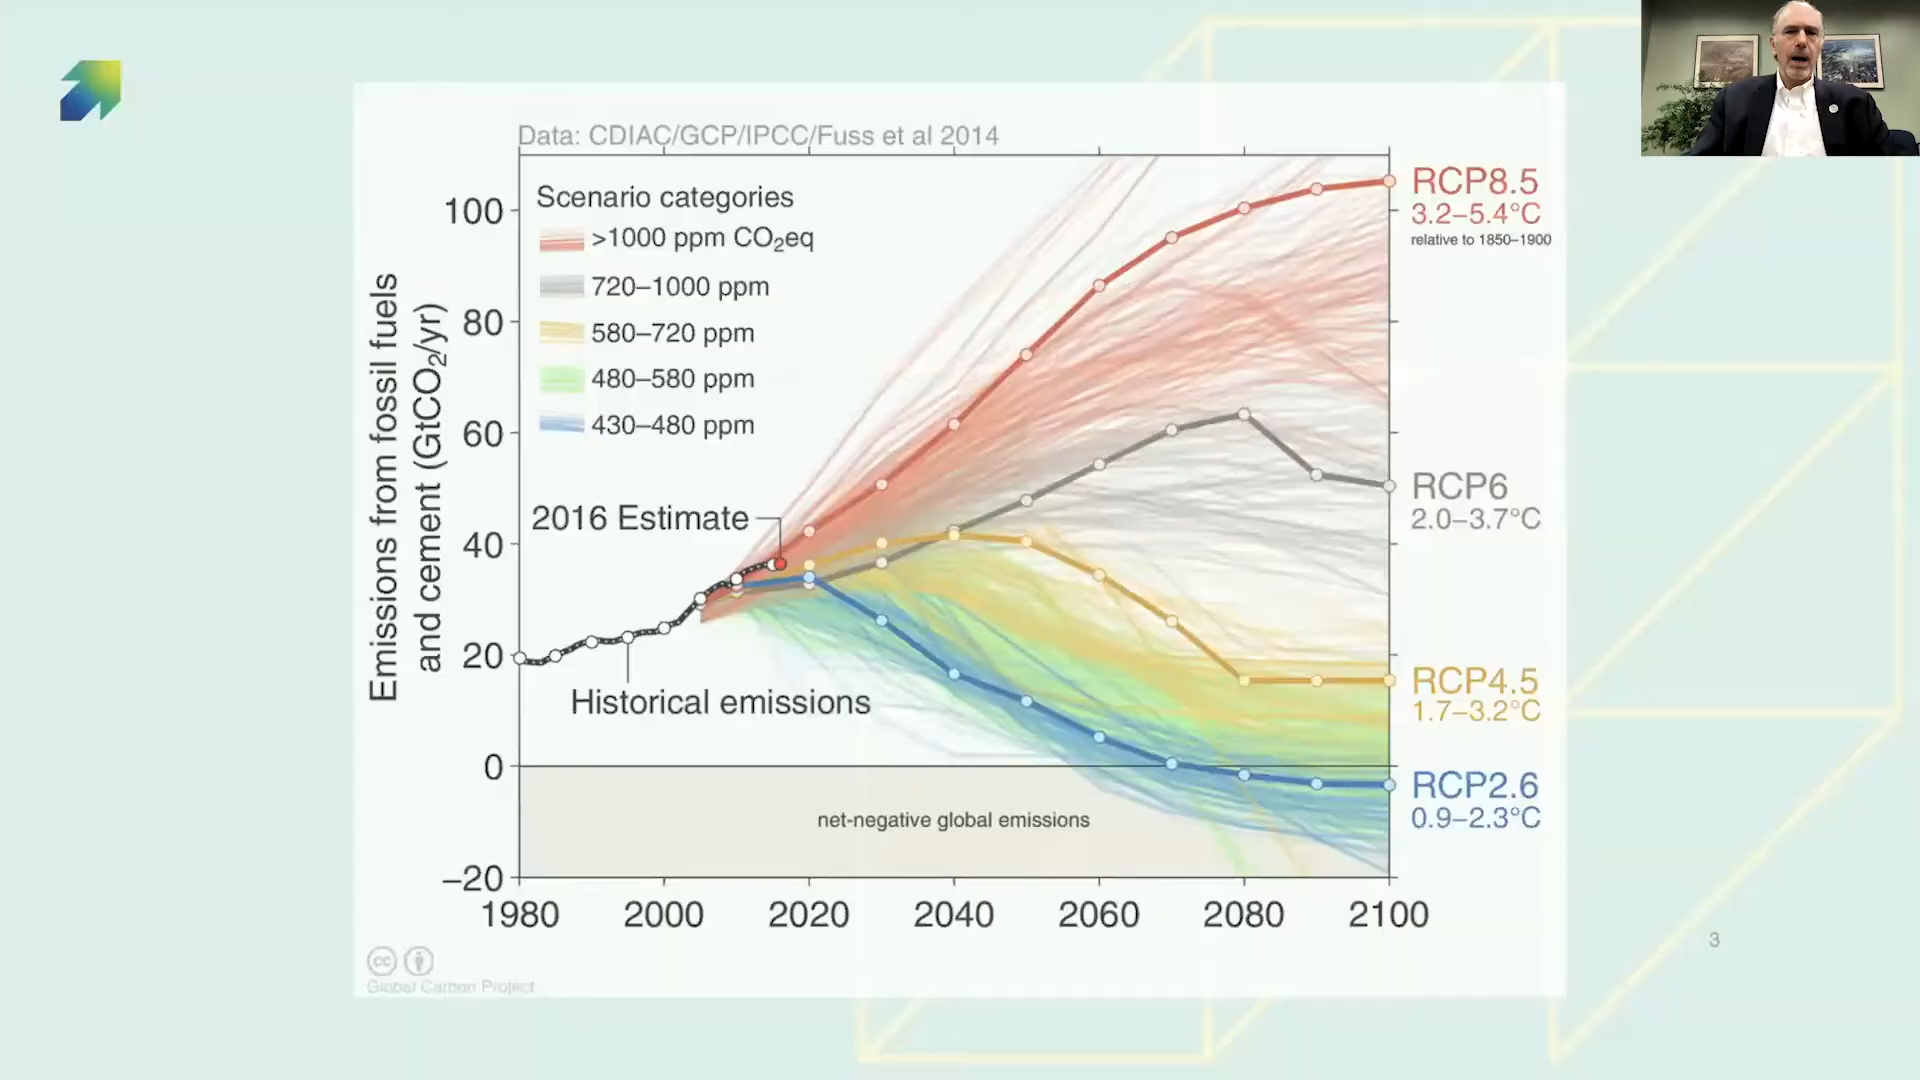 Data: CDIAC/GCP/IPCC/Fuss et al 2014
Scenario categories
>1000 ppm CO₂eq
720–1000 ppm
580–720 ppm
480–580 ppm
430–480 ppm
2016 Estimate
Historical emissions
net-negative global emissions
Emissions from fossil fuels
and cement (GtCO₂/yr)
100
80
60
40
20
0
−20
1980 2000 2020 2040 2060 2080 2100
RCP8.5
3.2–5.4°C
relative to 1850–1900
RCP6
2.0–3.7°C
RCP4.5
1.7–3.2°C
RCP2.6
0.9–2.3°C
cc
Global Carbon Project
3